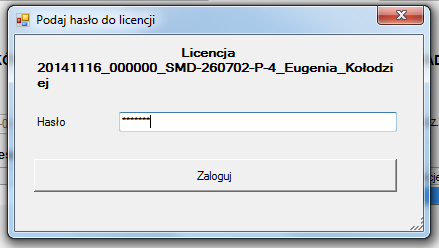 Podaj hasło do licencji
Licencja
20141116_000000_SMD-260702-P-4_Eugenia_Kołodzi
ej
Hasło
*******
Zaloguj